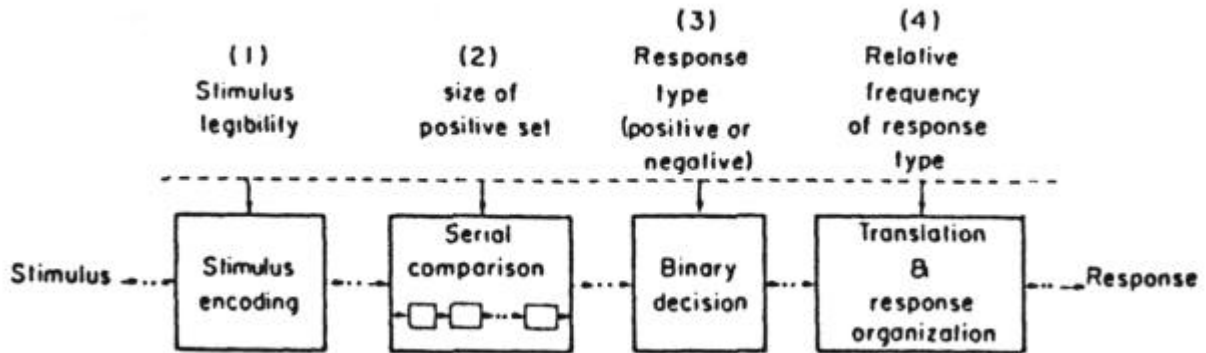 (1)
Stimulus
legibility
(2)
size of
positive set
(3)
Response
type
(positive or
negative)
(4)
Relative
frequency
of response
type
Stimulus
Stimulus
encoding
Serial
comparison
Binary
decision
Translation
&
response
organization
Response